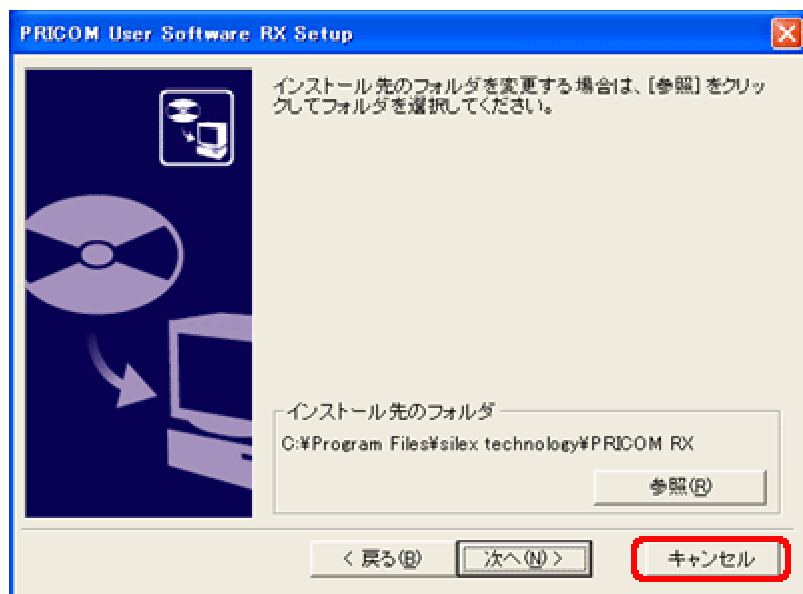 PRICOM User Software RX Setup
インストール先のフォルダを変更する場合は、[参照]をクリッ
クしてフォルダを選択してください。
インストール先のフォルダ
C:¥Program Files¥silex technology¥PRICOM RX
参照(R)
< 戻る(B)
次へ(N) >
キャンセル